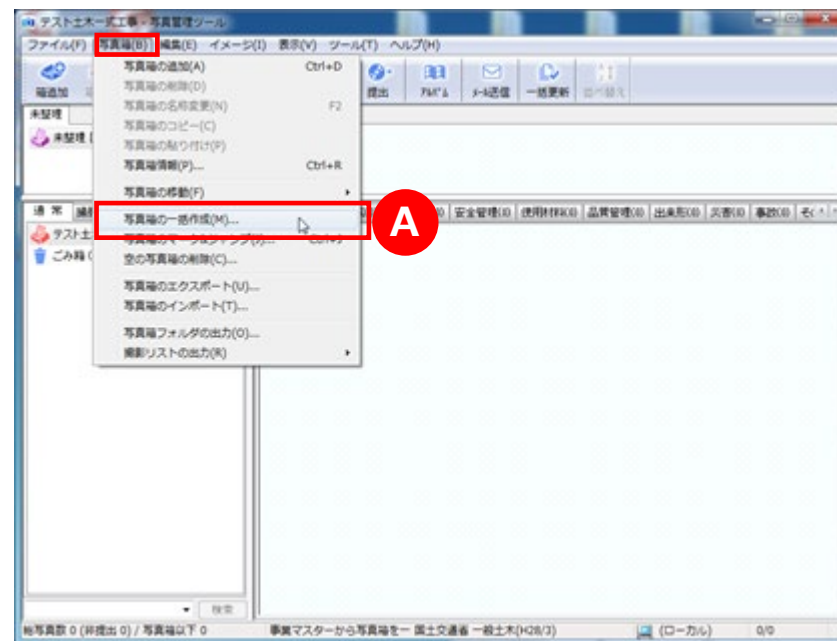 テスト土木一式工事 - 写真管理ツール
ファイル(F) 写真箱(B) 編集(E) イメージ(I) 表示(V) ツール(T) ヘルプ(H)
箱追加 提出 ｱﾙﾊﾞﾑ ﾒｰﾙ送信 一括更新 並べ替え
写真箱の追加(A) Ctrl+D
写真箱の削除(D)
写真箱の名称変更(N) F2
写真箱のコピー(C)
写真箱の貼り付け(P)
写真箱情報(P)... Ctrl+R
写真箱の移動(F)
写真箱の一括作成(M)...
写真箱のマーク&ジャンプ(J)... Ctrl+J
空の写真箱の削除(C)...
写真箱のエクスポート(U)...
写真箱のインポート(T)...
写真箱フォルダの出力(O)...
撮影リストの出力(R)
A
未整理
未整理
通常 安全管理(0) 使用材料(0) 品質管理(0) 出来形(0) 災害(0) 事故(0) そ(
テスト土
ごみ箱
検索
総写真数 0 (非提出 0) / 写真箱以下 0 事業マスターから写真箱を一 国土交通省 一般土木(H28/3) (ローカル) 0/0